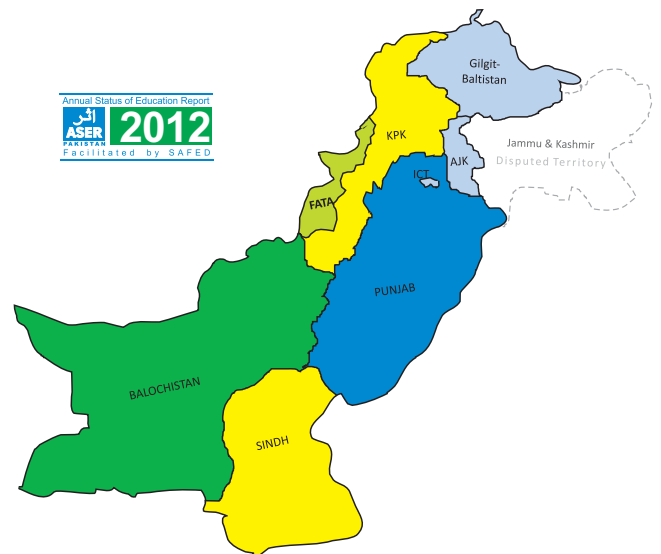 Annual Status of Education Report
اثر
ASER
PAKISTAN
2012
Facilitated by SAFED
Gilgit-
Baltistan
KPK
Jammu & Kashmir
Disputed Territory
AJK
ICT
FATA
PUNJAB
BALOCHISTAN
SINDH